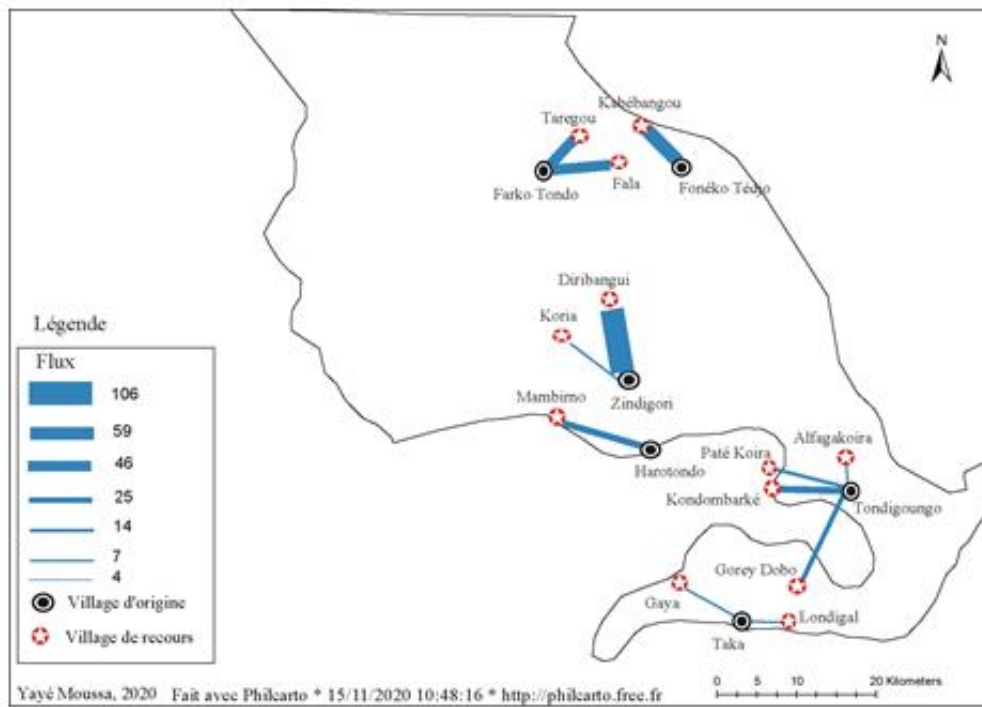 N
Kabébangou
Taregou
Farko Tondo
Fala
Fonéko Tédjo
Diribangui
Koria
Zindigori
Mambirno
Harotondo
Alfagakoira
Paté Koira
Kondombarké
Tondigoungo
Gorey Dobo
Gaya
Londigal
Taka
Légende
Flux
106
59
46
25
14
7
4
Village d'origine
Village de recours
0 5 10 20 Kilometers
Yayé Moussa, 2020 Fait avec Philcarto * 15/11/2020 10:48:16 * http://philcarto.free.fr